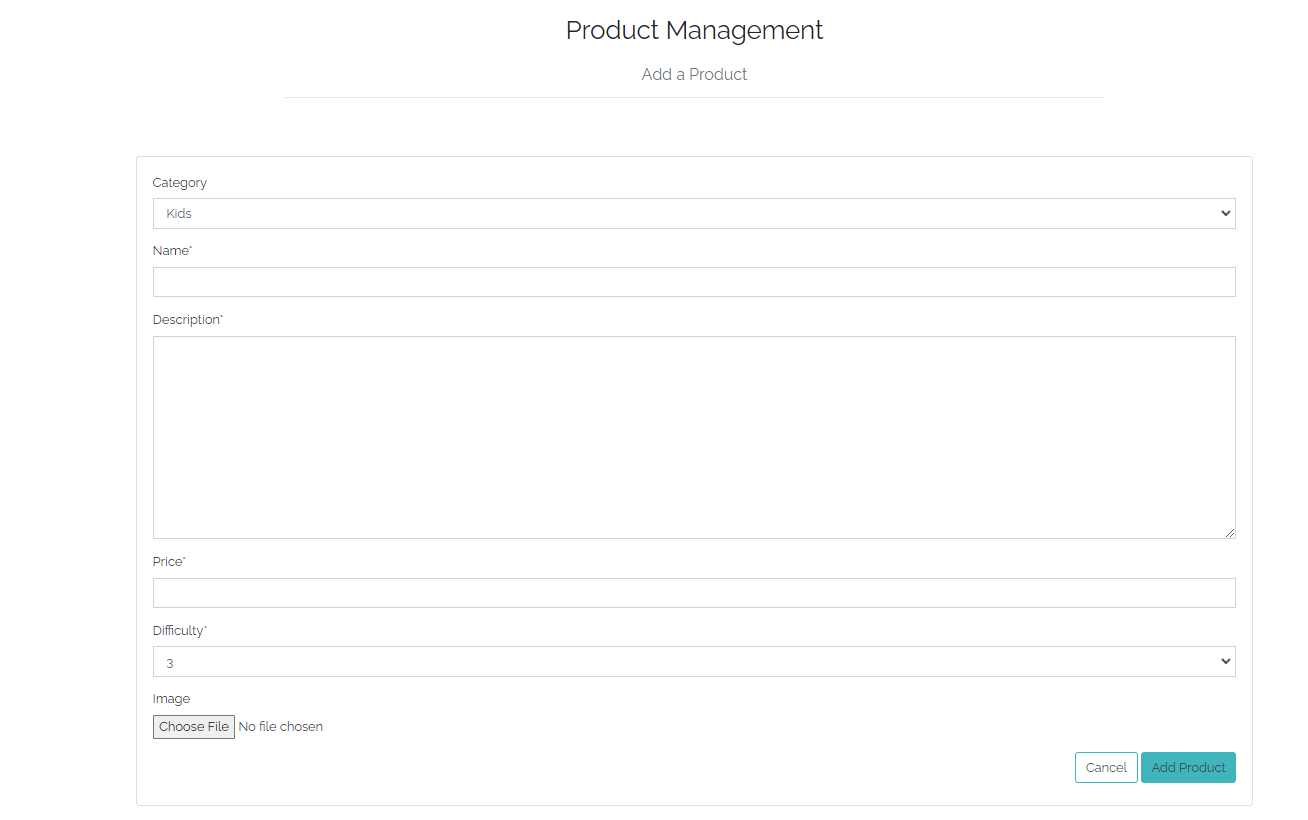 Product Management
Add a Product
Category
Kids
Name*
Description*
Price*
Difficulty*
3
Image
Choose File No file chosen
Cancel Add Product